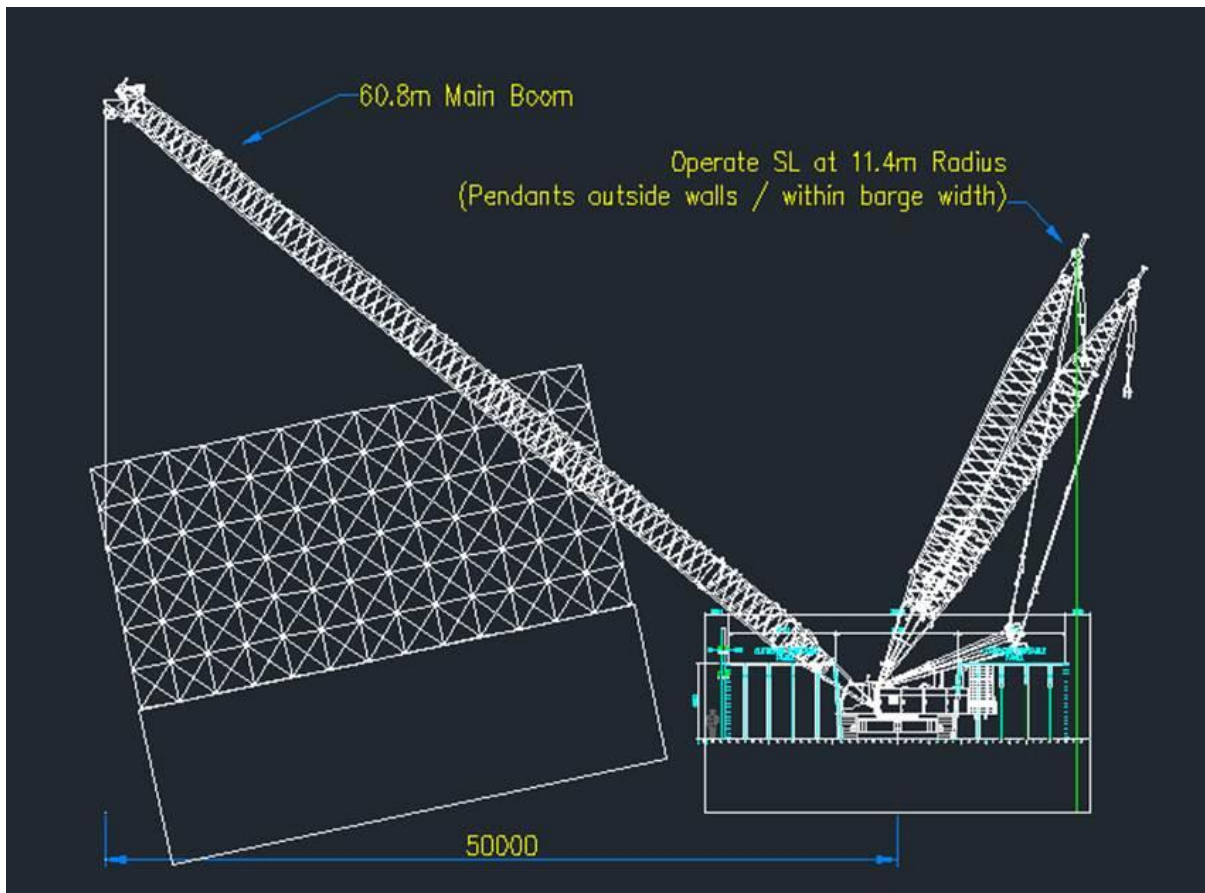 60.8m Main Boom
Operate SL at 11.4m Radius
(Pendants outside walls / within barge width)
50000